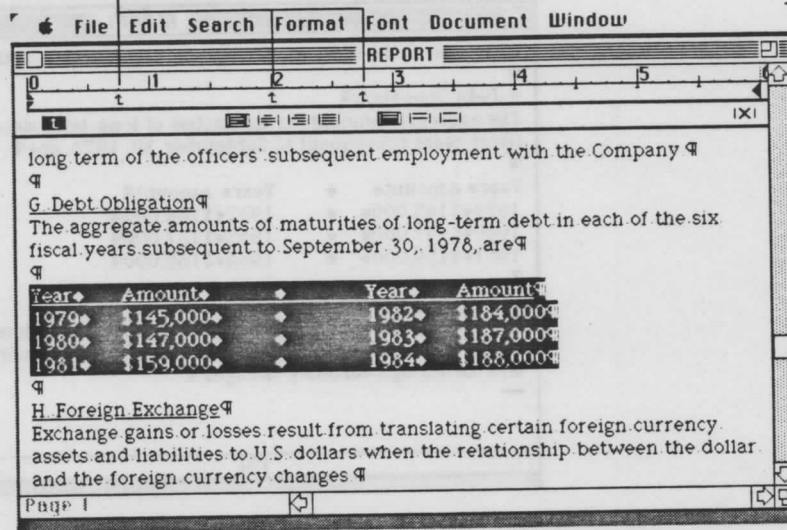 File Edit Search Format Font Document Window
REPORT
0 1 2 3 4 5 6
t t t
t
long term of the officers' subsequent employment with the Company.¶
¶
G. Debt Obligation¶
The aggregate amounts of maturities of long-term debt in each of the six
fiscal years subsequent to September 30, 1978, are¶
¶
Year Amount Year Amount¶
1979 $145,000 1982 $184,000¶
1980 $147,000 1983 $187,000¶
1981 $159,000 1984 $188,000¶
¶
H. Foreign Exchange¶
Exchange gains or losses result from translating certain foreign currency
assets and liabilities to U.S. dollars when the relationship between the dollar
and the foreign currency changes.¶
Page 1